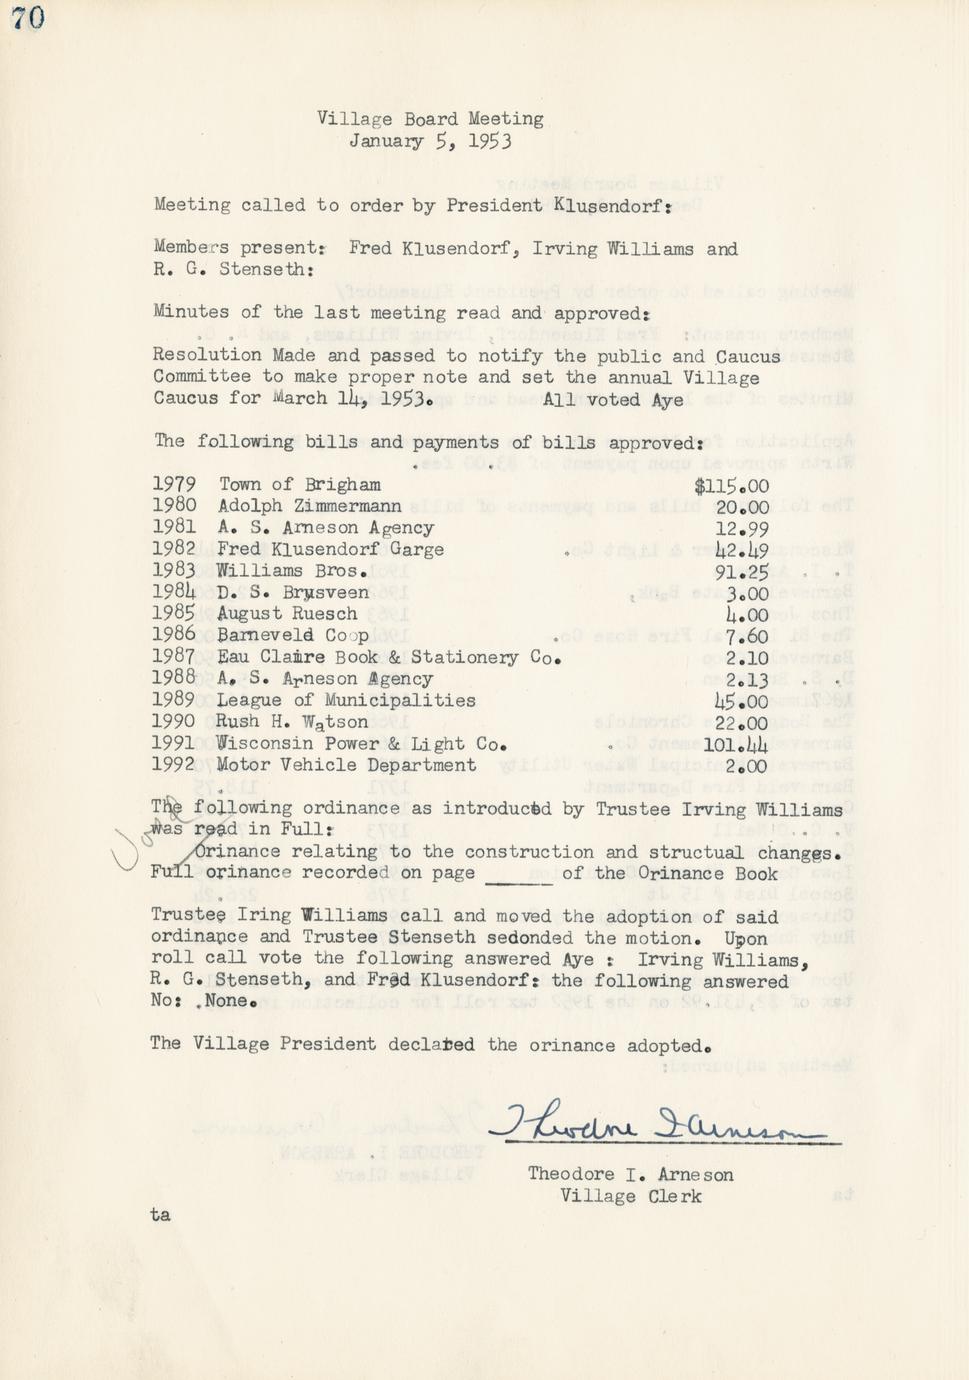 70
Village Board Meeting
January 5, 1953
Meeting called to order by President Klusendorf:
Members present:  Fred Klusendorf, Irving Williams and
R. G. Stenseth:
Minutes of the last meeting read and approved:
Resolution Made and passed to notify the public and Caucus
Committee to make proper note and set the annual Village
Caucus for March 14, 1953.          All voted Aye
The following bills and payments of bills approved:
1979  Town of Brigham  $115.00
1980  Adolph Zimmermann  20.00
1981  A. S. Arneson Agency  12.99
1982  Fred Klusendorf Garge  42.49
1983  Williams Bros.  91.25
1984  D. S. Brysveen  3.00
1985  August Ruesch  4.00
1986  Barneveld Coop  7.60
1987  Eau Claire Book & Stationery Co.  2.10
1988  A. S. Arneson Agency  2.13
1989  League of Municipalities  45.00
1990  Rush H. Watson  22.00
1991  Wisconsin Power & Light Co.  101.44
1992  Motor Vehicle Department  2.00
The following ordinance as introducted by Trustee Irving Williams
was read in Full:
Orinance relating to the construction and structual changes.
Full orinance recorded on page ______ of the Orinance Book
Trustee Iring Williams call and moved the adoption of said
ordinance and Trustee Stenseth sedonded the motion.  Upon
roll call vote the following answered Aye :  Irving Williams,
R. G. Stenseth, and Fred Klusendorf: the following answered
No:  None.
The Village President declared the orinance adopted.
Theodore I Arneson
Theodore I. Arneson
Village Clerk
ta